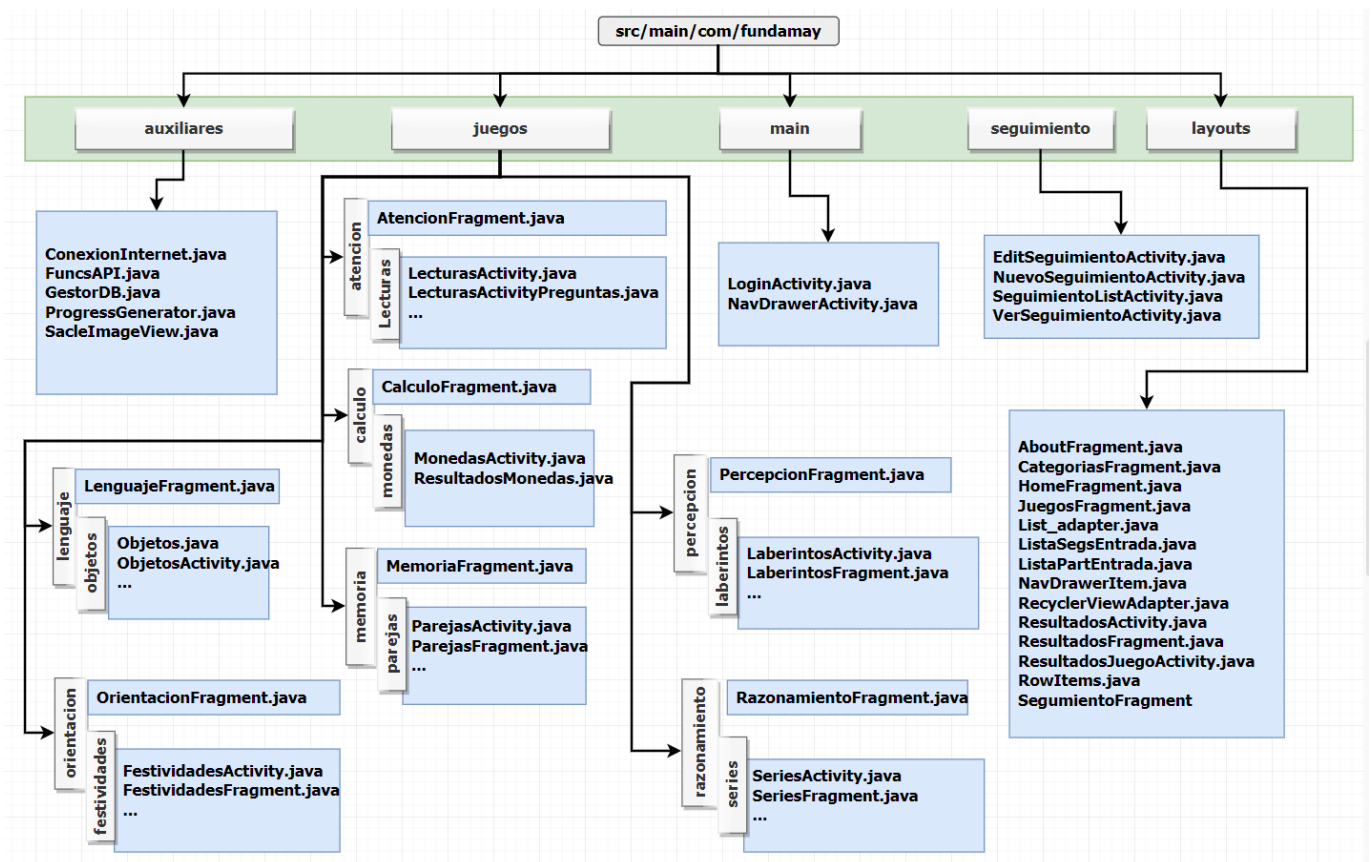 src/main/com/fundamay
auxiliares
juegos
main
seguimiento
layouts
ConexionInternet.java
FuncsAPI.java
GestorDB.java
ProgressGenerator.java
SacleImageView.java
atencion
AtencionFragment.java
Lecturas
LecturasActivity.java
LecturasActivityPreguntas.java
...
calculo
CalculoFragment.java
monedas
MonedasActivity.java
ResultadosMonedas.java
lenguaje
LenguajeFragment.java
objetos
Objetos.java
ObjetosActivity.java
...
memoria
MemoriaFragment.java
parejas
ParejasActivity.java
ParejasFragment.java
...
orientacion
OrientacionFragment.java
festividades
FestividadesActivity.java
FestividadesFragment.java
...
percepcion
PercepcionFragment.java
laberintos
LaberintosActivity.java
LaberintosFragment.java
...
razonamiento
RazonamientoFragment.java
series
SeriesActivity.java
SeriesFragment.java
...
LoginActivity.java
NavDrawerActivity.java
EditSeguimientoActivity.java
NuevoSeguimientoActivity.java
SeguimientoListActivity.java
VerSeguimientoActivity.java
AboutFragment.java
CategoriasFragment.java
HomeFragment.java
JuegosFragment.java
List_adapter.java
ListaSegsEntrada.java
ListaPartEntrada.java
NavDrawerItem.java
RecyclerViewAdapter.java
ResultadosActivity.java
ResultadosFragment.java
ResultadosJuegoActivity.java
RowItems.java
SegumientoFragment